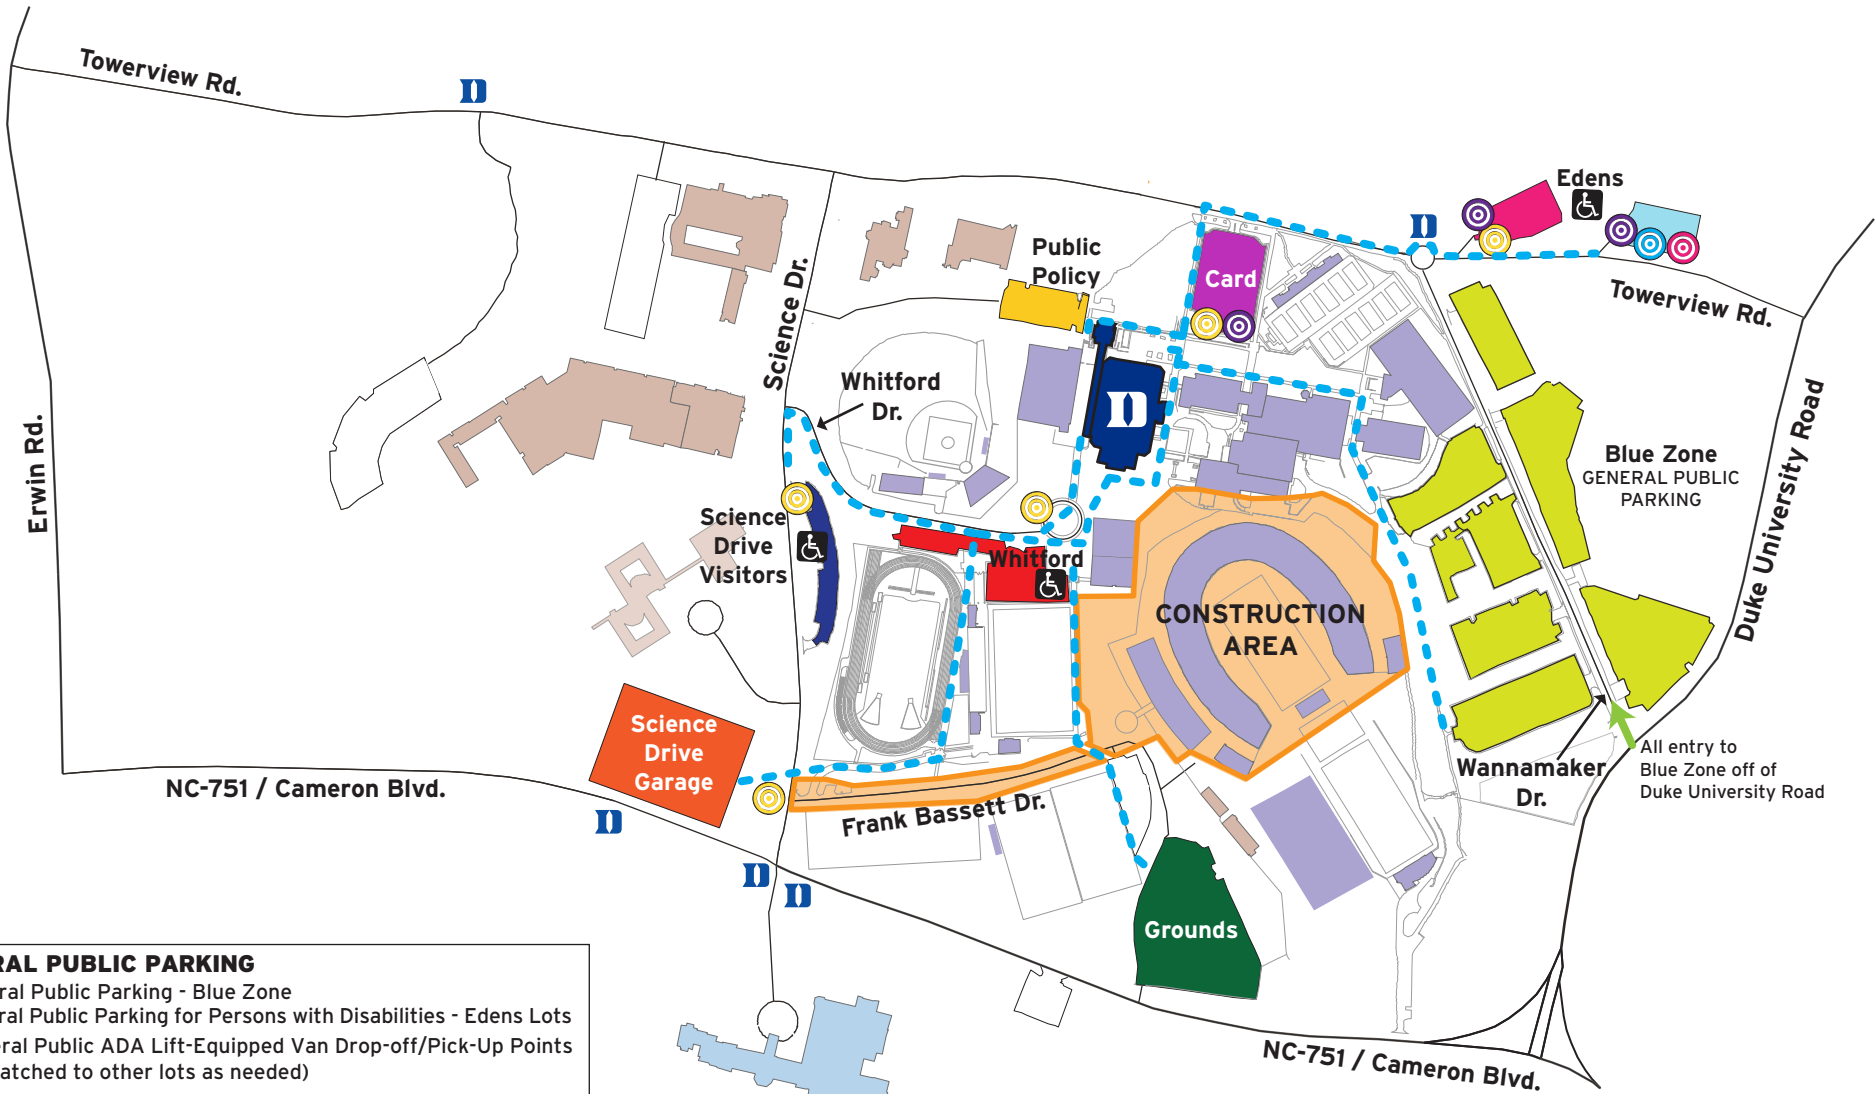 Towerview Rd.
Edens
Public
Policy
Card
Towerview Rd.
Science Dr.
Whitford
Dr.
Duke University Road
Blue Zone
GENERAL PUBLIC
PARKING
Erwin Rd.
Science
Drive
Visitors
Whitford
CONSTRUCTION
AREA
Science
Drive
Garage
All entry to
Blue Zone off of
Duke University Road
Wannamaker
Dr.
NC-751 / Cameron Blvd.
Frank Bassett Dr.
Grounds
RAL PUBLIC PARKING
ral Public Parking - Blue Zone
ral Public Parking for Persons with Disabilities - Edens Lots
eral Public ADA Lift-Equipped Van Drop-off/Pick-Up Points
atched to other lots as needed)
NC-751 / Cameron Blvd.